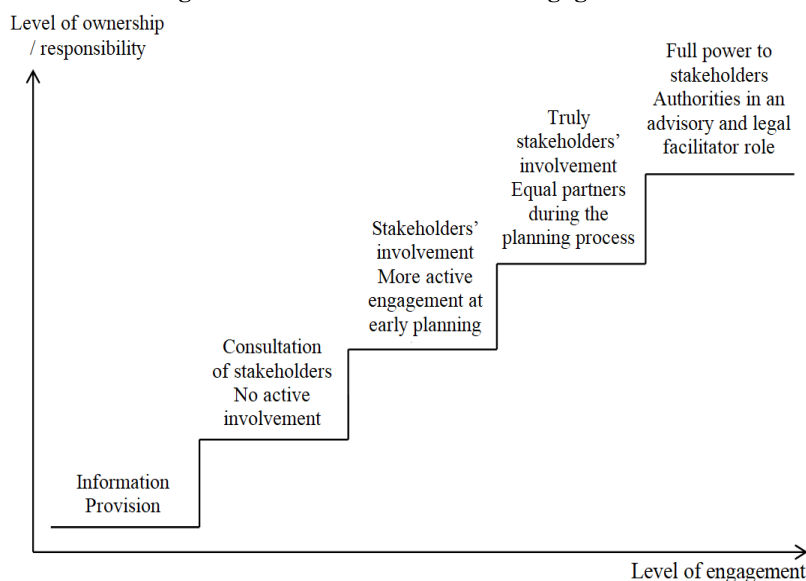 Level of ownership
/ responsibility
Full power to
stakeholders
Authorities in an
advisory and legal
facilitator role
Truly
stakeholders'
involvement
Equal partners
during the
planning process
Stakeholders'
involvement
More active
engagement at
early planning
Consultation
of stakeholders
No active
involvement
Information
Provision
Level of engagement